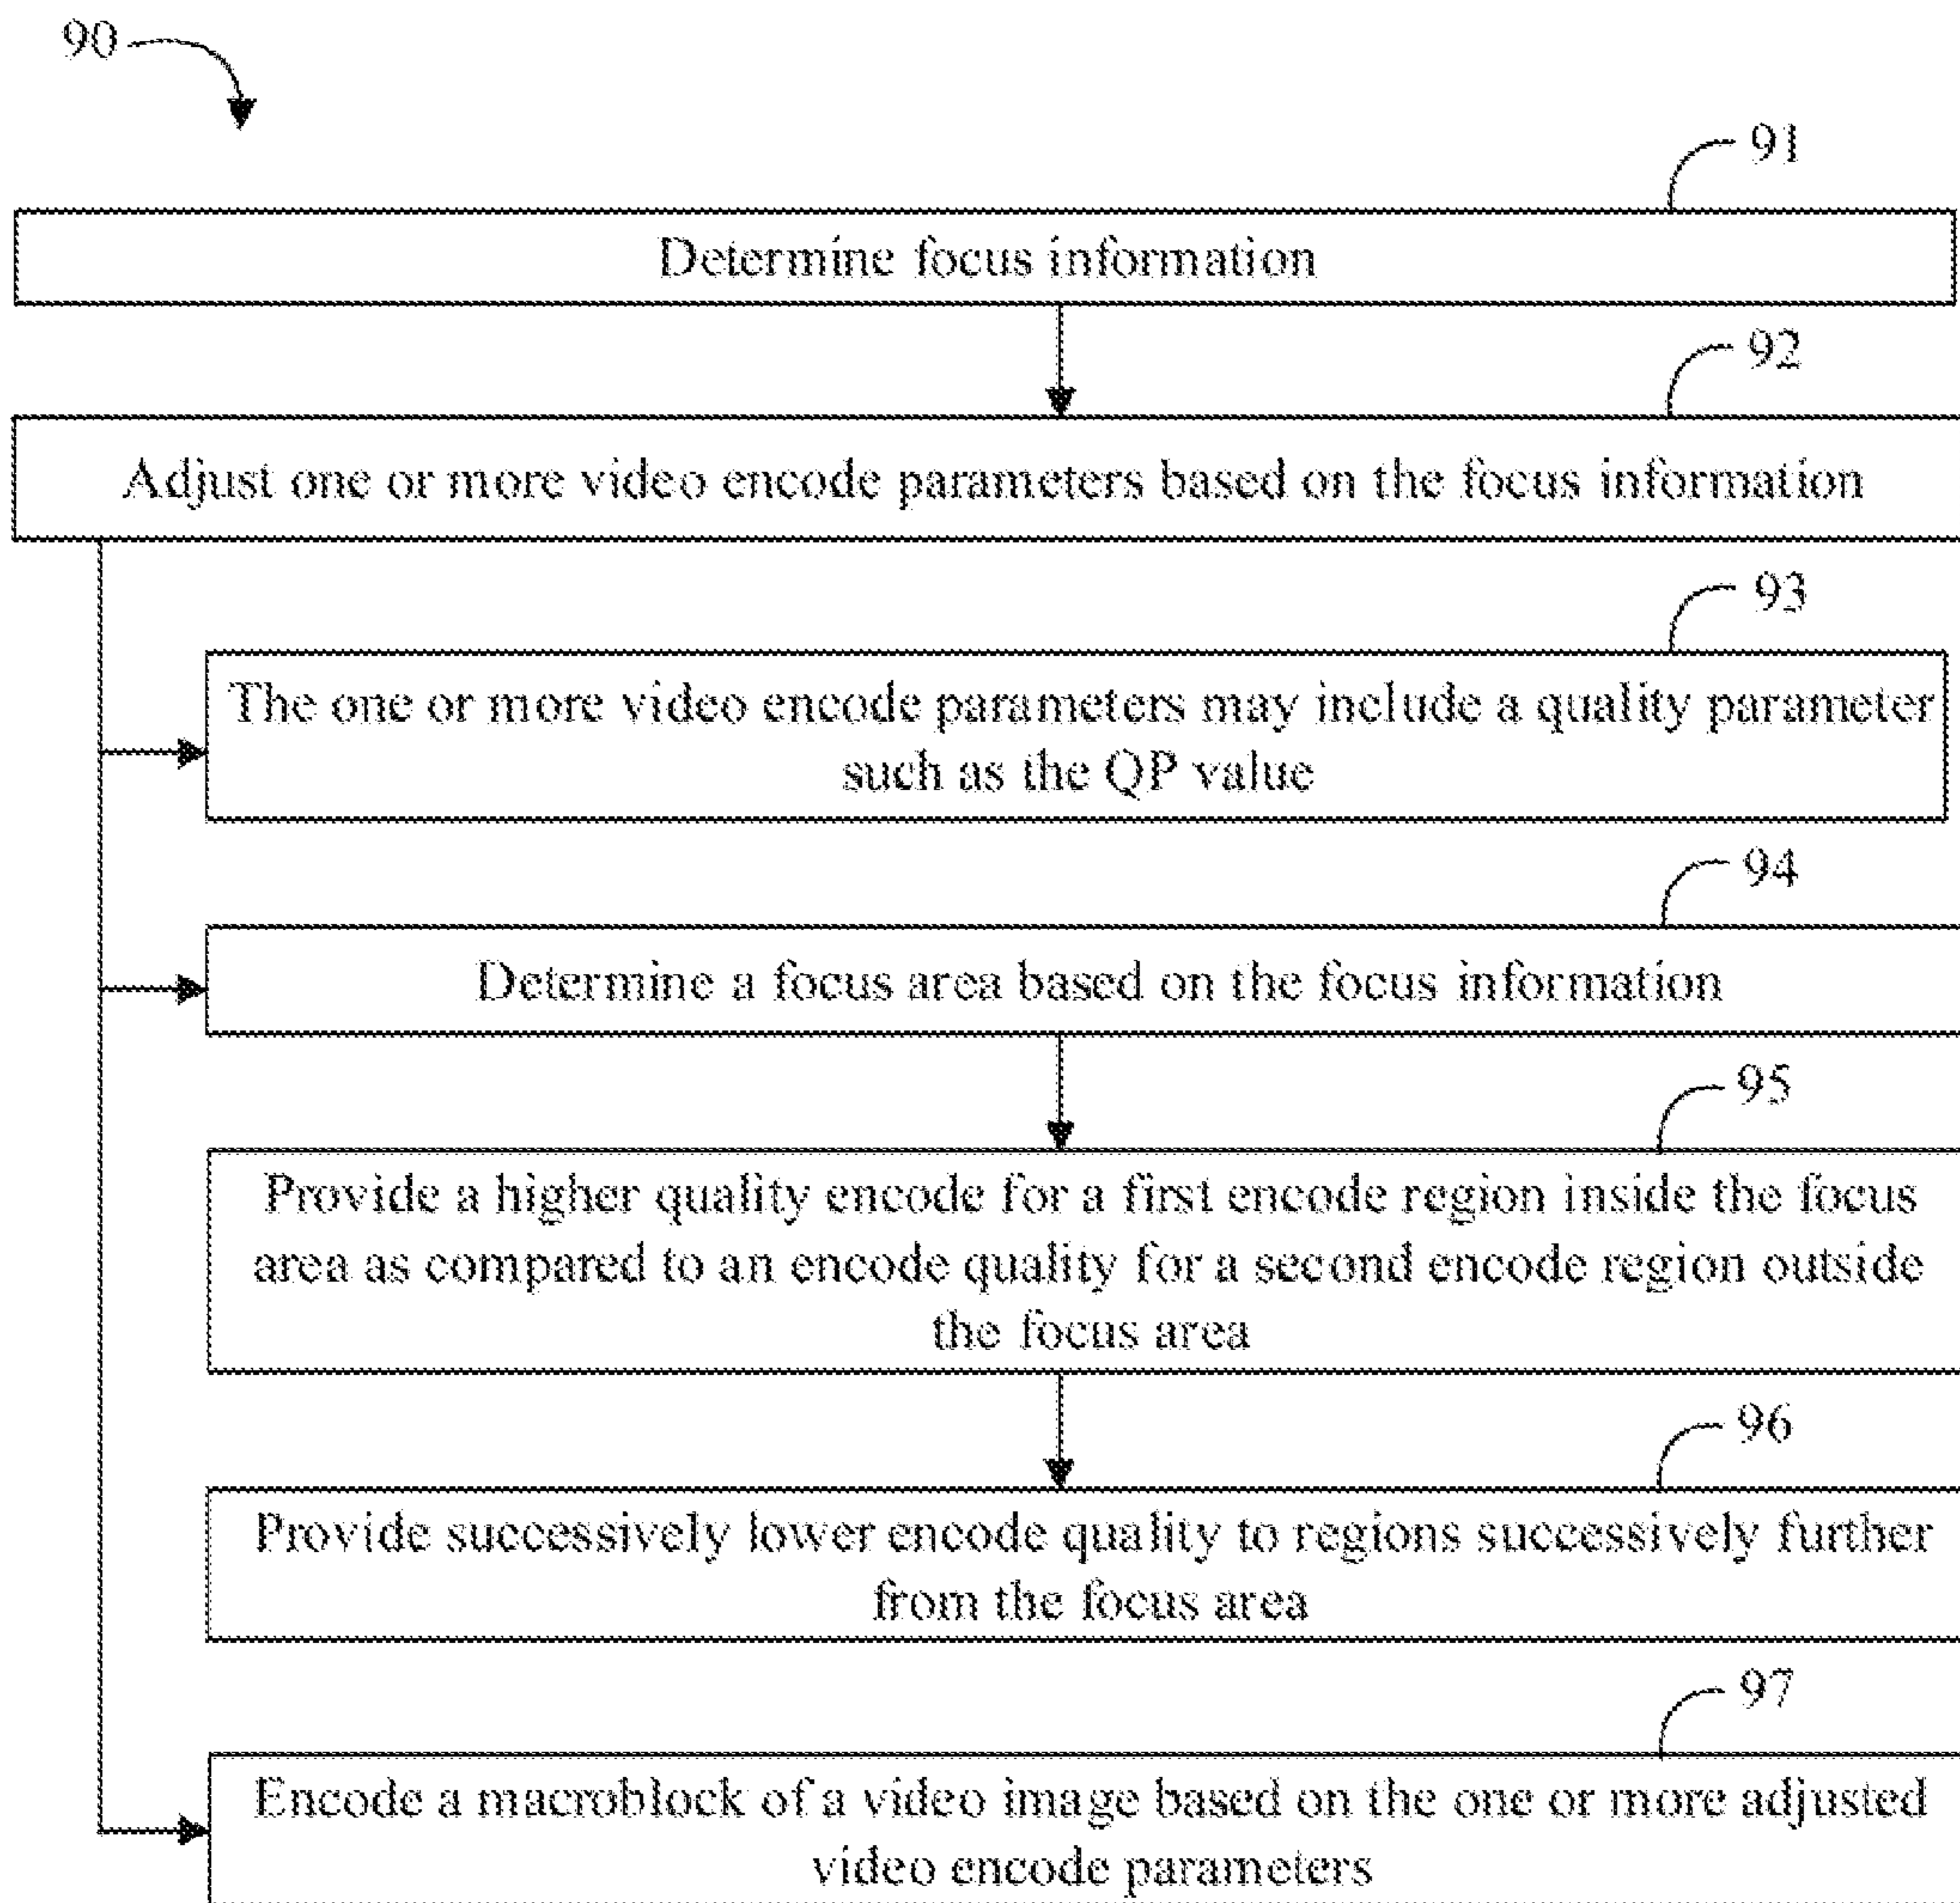 90
91
Determine focus information
92
Adjust one or more video encode parameters based on the focus information
93
The one or more video encode parameters may include a quality parameter
such as the QP value
94
Determine a focus area based on the focus information
95
Provide a higher quality encode for a first encode region inside the focus
area as compared to an encode quality for a second encode region outside
the focus area
96
Provide successively lower encode quality to regions successively further
from the focus area
97
Encode a macroblock of a video image based on the one or more adjusted
video encode parameters